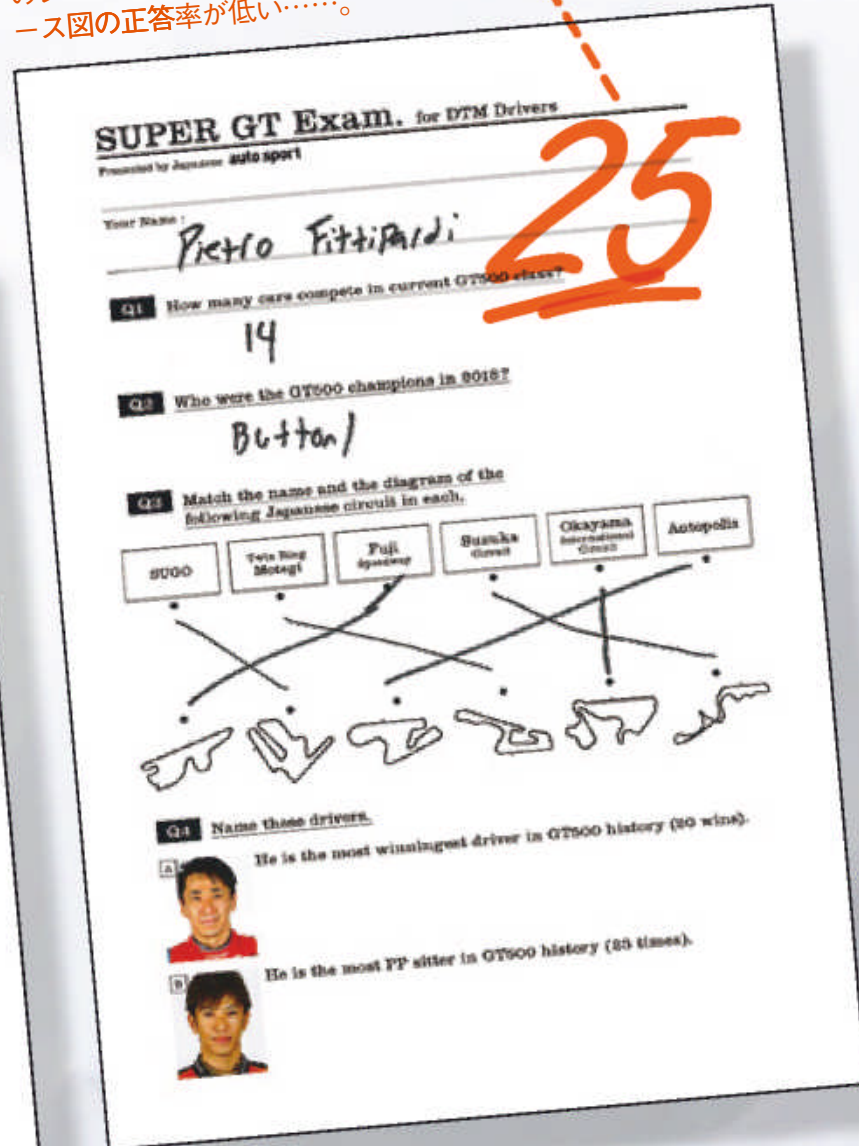 ース図の正答率が低い……。
SUPER GT Exam. for DTM Drivers
Presented by Japanese auto sport
25
Your Name :
Pietro Fittipaldi
Q1 How many cars compete in current GT500 class?
14
Q2 Who were the GT500 champions in 2018?
Button/
Q3 Match the name and the diagram of the
following Japanese circuit in each.
SUGO
Twin Ring
Motegi
Fuji
Speedway
Suzuka
Circuit
Okayama
International
Circuit
Autopolis
Q4 Name these drivers.
A He is the most winningest driver in GT500 history (20 wins).
B He is the most PP sitter in GT500 history (23 times).